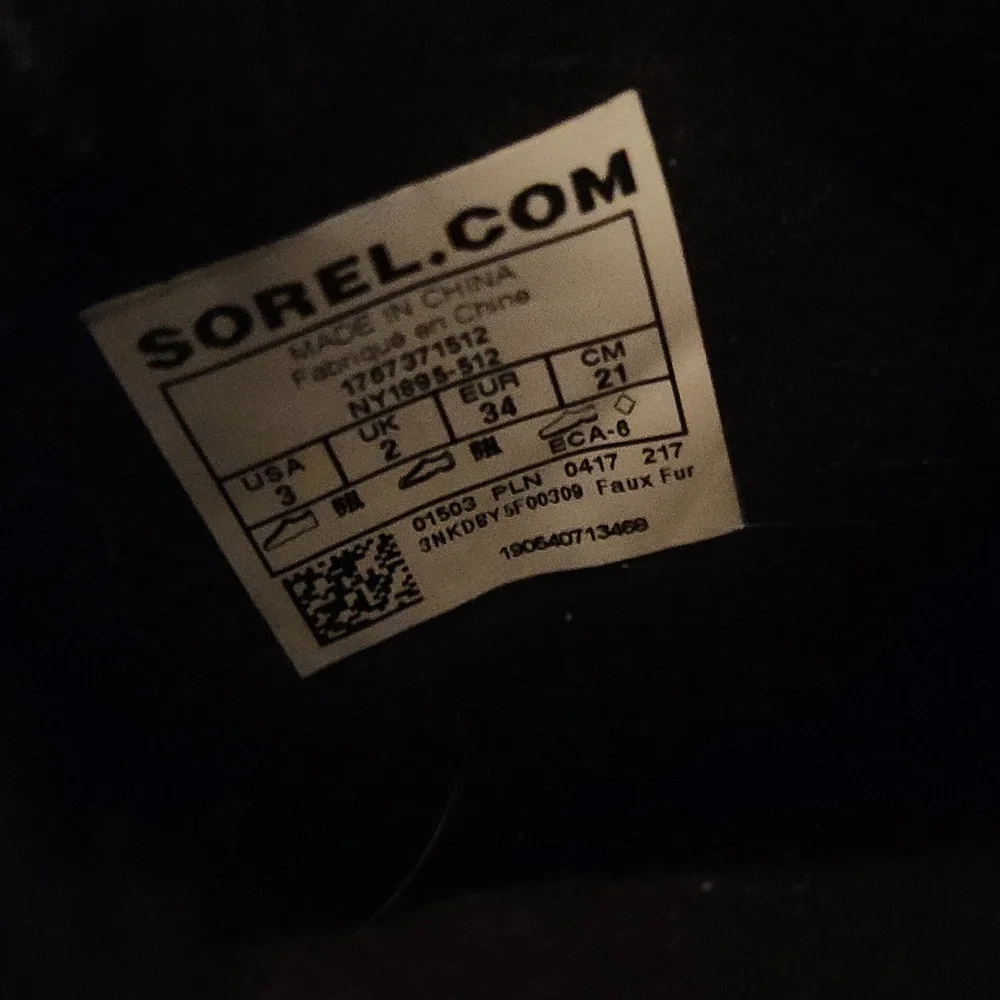 SOREL.COM
MADE IN CHINA
Fabriqué en Chine
1767371512
NY1895-512
USA UK EUR CM
3 2 34 21
ECA-6
01503 PLN 0417 217
Faux Fur
190540713468